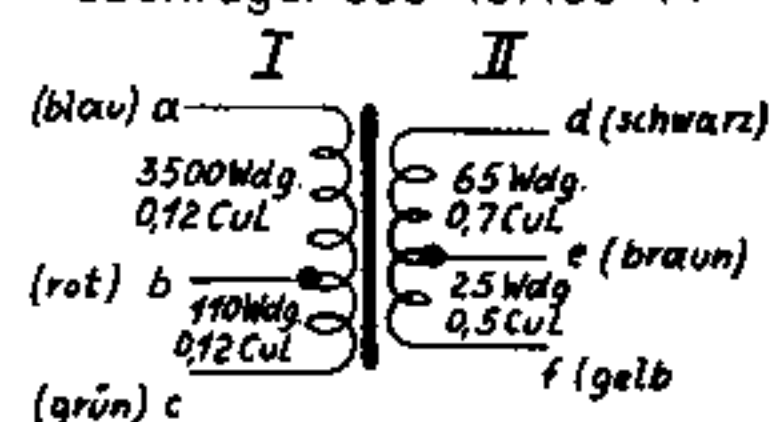 I II
(blau) a
d (schwarz)
3500 Wdg.
0,12 CuL
65 Wdg.
0,7 CuL
(rot) b
e (braun)
110 Wdg.
0,12 CuL
25 Wdg
0,5 CuL
(grün) c
f (gelb